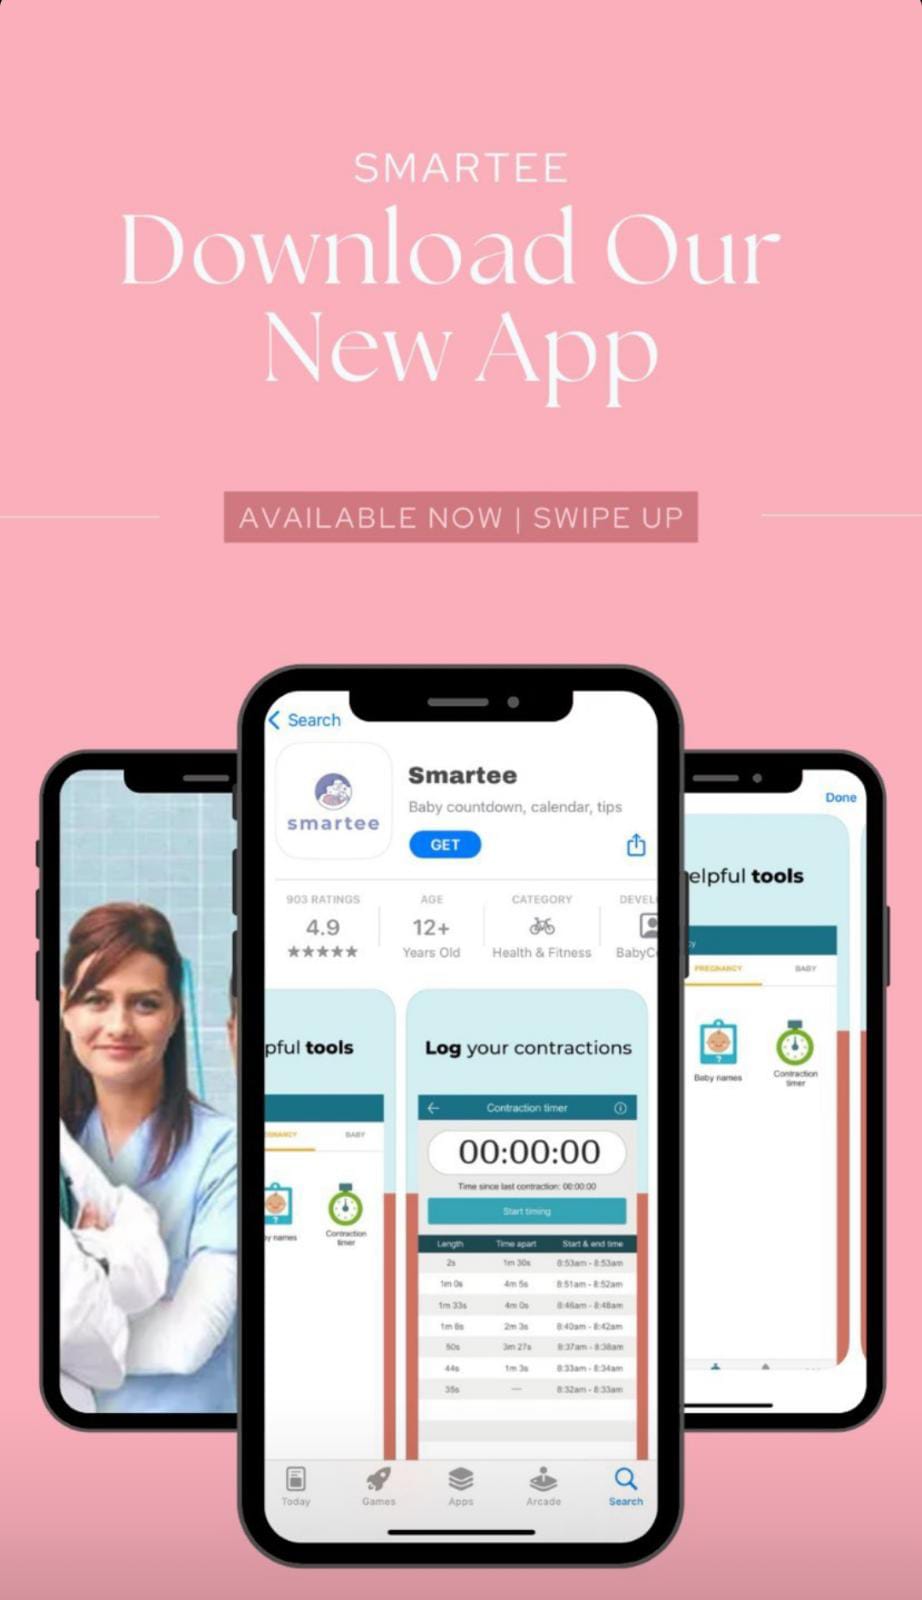 SMARTEE
Download Our
New App
AVAILABLE NOW | SWIPE UP
Search
smartee
Smartee
Baby countdown, calendar, tips
GET
903 RATINGS
4.9
★★★★★
AGE
12+
Years Old
CATEGORY
Health & Fitness
DEVEL
BabyC
pful tools
BABY
Contraction
timer
y names
Log your contractions
Contraction timer
00:00:00
Time since last contraction: 00:00:00
Start timing
Length Time apart Start & end time
2s 1m 30s 8:53am - 8:53am
1m 0s 4m 5s 8:51am - 8:52am
1m 33s 4m 0s 8:46am - 8:48am
1m 8s 2m 3s 8:40am - 8:42am
50s 3m 27s 8:37am - 8:38am
44s 1m 3s 8:33am - 8:34am
35s — 8:32am - 8:33am
Today Games Apps Arcade Search
Done
elpful tools
PREGNANCY BABY
Baby names
Contraction
timer